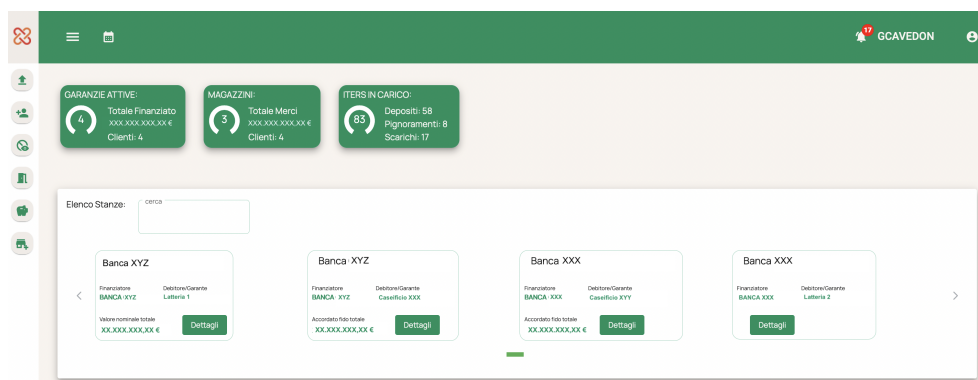 17 GCAVEDON
GARANZIE ATTIVE: MAGAZZINI: ITERS IN CARICO:
4 Totale Finanziato 3 Totale Merci 83 Depositi: 58
XXX.XXX.XXX,XX € XXX.XXX.XXX,XX € Pignoramenti: 8
Clienti: 4 Clienti: 4 Scarichi: 17
cerca
Elenco Stanze:
Banca XYZ Banca XYZ Banca XXX Banca XXX
Finanziatore Debitore/Garante Finanziatore Debitore/Garante Finanziatore Debitore/Garante Finanziatore Debitore/Garante
BANCA XYZ Latteria 1 BANCA XYZ Caseificio XXX BANCA XXX Caseificio XYY BANCA XXX Latteria 2
Valore nominale totale Accordato fido totale Accordato fido totale
XX.XXX.XXX,XX € Dettagli XX.XXX.XXX,XX € Dettagli XX.XXX.XXX,XX € Dettagli Dettagli